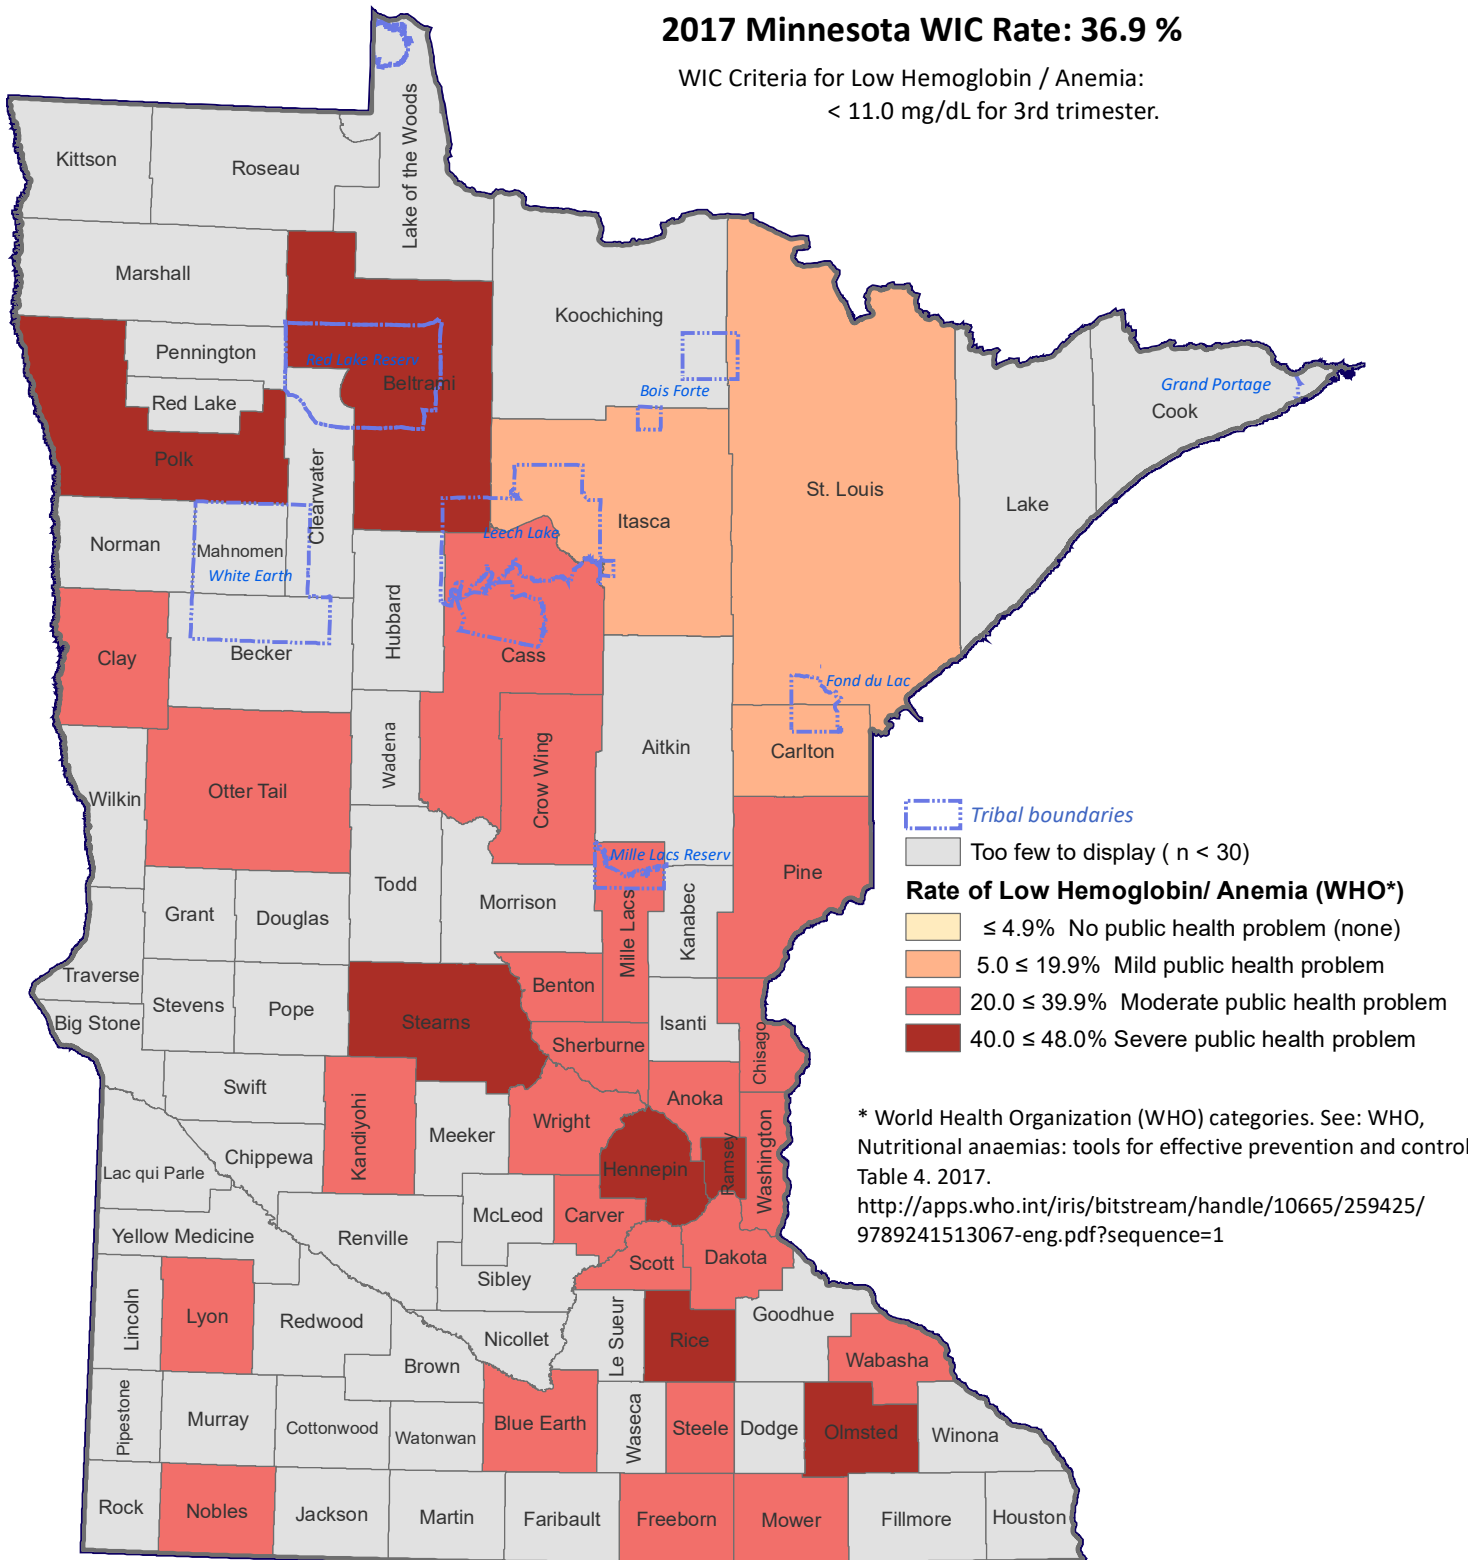 2017 Minnesota WIC Rate: 36.9 %
WIC Criteria for Low Hemoglobin / Anemia:
< 11.0 mg/dL for 3rd trimester.
Kittson
Roseau
Lake of the Woods
Marshall
Koochiching
Pennington
Red Lake Reserv
Beltrami
Red Lake
Bois Forte
Grand Portage
Cook
Polk
Clearwater
St. Louis
Lake
Itasca
Leech Lake
Norman
Mahnomen
White Earth
Hubbard
Clay
Becker
Cass
Fond du Lac
Wadena
Crow Wing
Aitkin
Carlton
Wilkin
Otter Tail
Tribal boundaries
Too few to display ( n < 30)
Mille Lacs Reserv
Pine
Todd
Morrison
Rate of Low Hemoglobin/ Anemia (WHO*)
≤ 4.9% No public health problem (none)
5.0 ≤ 19.9% Mild public health problem
20.0 ≤ 39.9% Moderate public health problem
40.0 ≤ 48.0% Severe public health problem
Grant
Douglas
Mille Lacs
Kanabec
Traverse
Stevens
Pope
Benton
Big Stone
Stearns
Isanti
Sherburne
Chisago
Swift
Kandiyohi
Meeker
Wright
Anoka
Chippewa
Lac qui Parle
Hennepin
Ramsey
Washington
* World Health Organization (WHO) categories. See: WHO,
Nutritional anaemias: tools for effective prevention and control
Table 4. 2017.
http://apps.who.int/iris/bitstream/handle/10665/259425/
9789241513067-eng.pdf?sequence=1
McLeod
Carver
Yellow Medicine
Renville
Scott
Dakota
Sibley
Lincoln
Lyon
Redwood
Nicollet
Le Sueur
Rice
Goodhue
Brown
Wabasha
Pipestone
Murray
Cottonwood
Watonwan
Blue Earth
Waseca
Steele
Dodge
Olmsted
Winona
Rock
Nobles
Jackson
Martin
Faribault
Freeborn
Mower
Fillmore
Houston